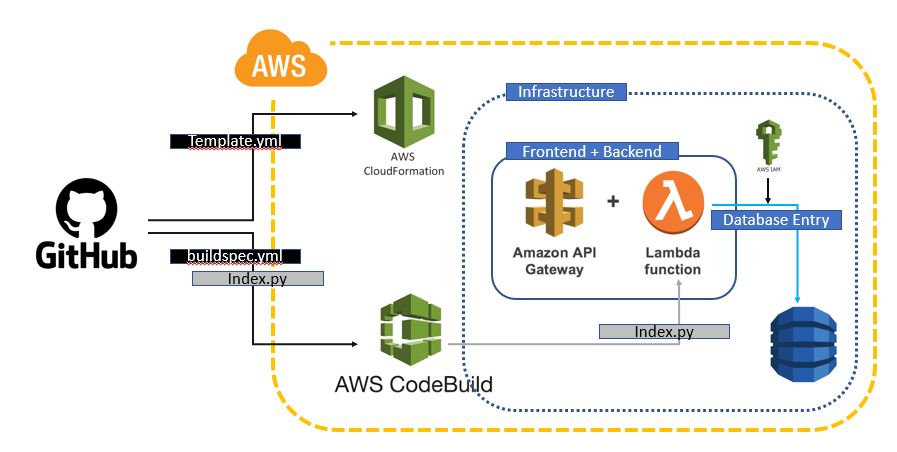 AWS
Infrastructure
Template.yml
AWS
CloudFormation
Frontend + Backend
AWS IAM
+
Amazon API
Gateway
Lambda
function
Database Entry
GitHub
buildspec.yml
Index.py
Index.py
AWS CodeBuild